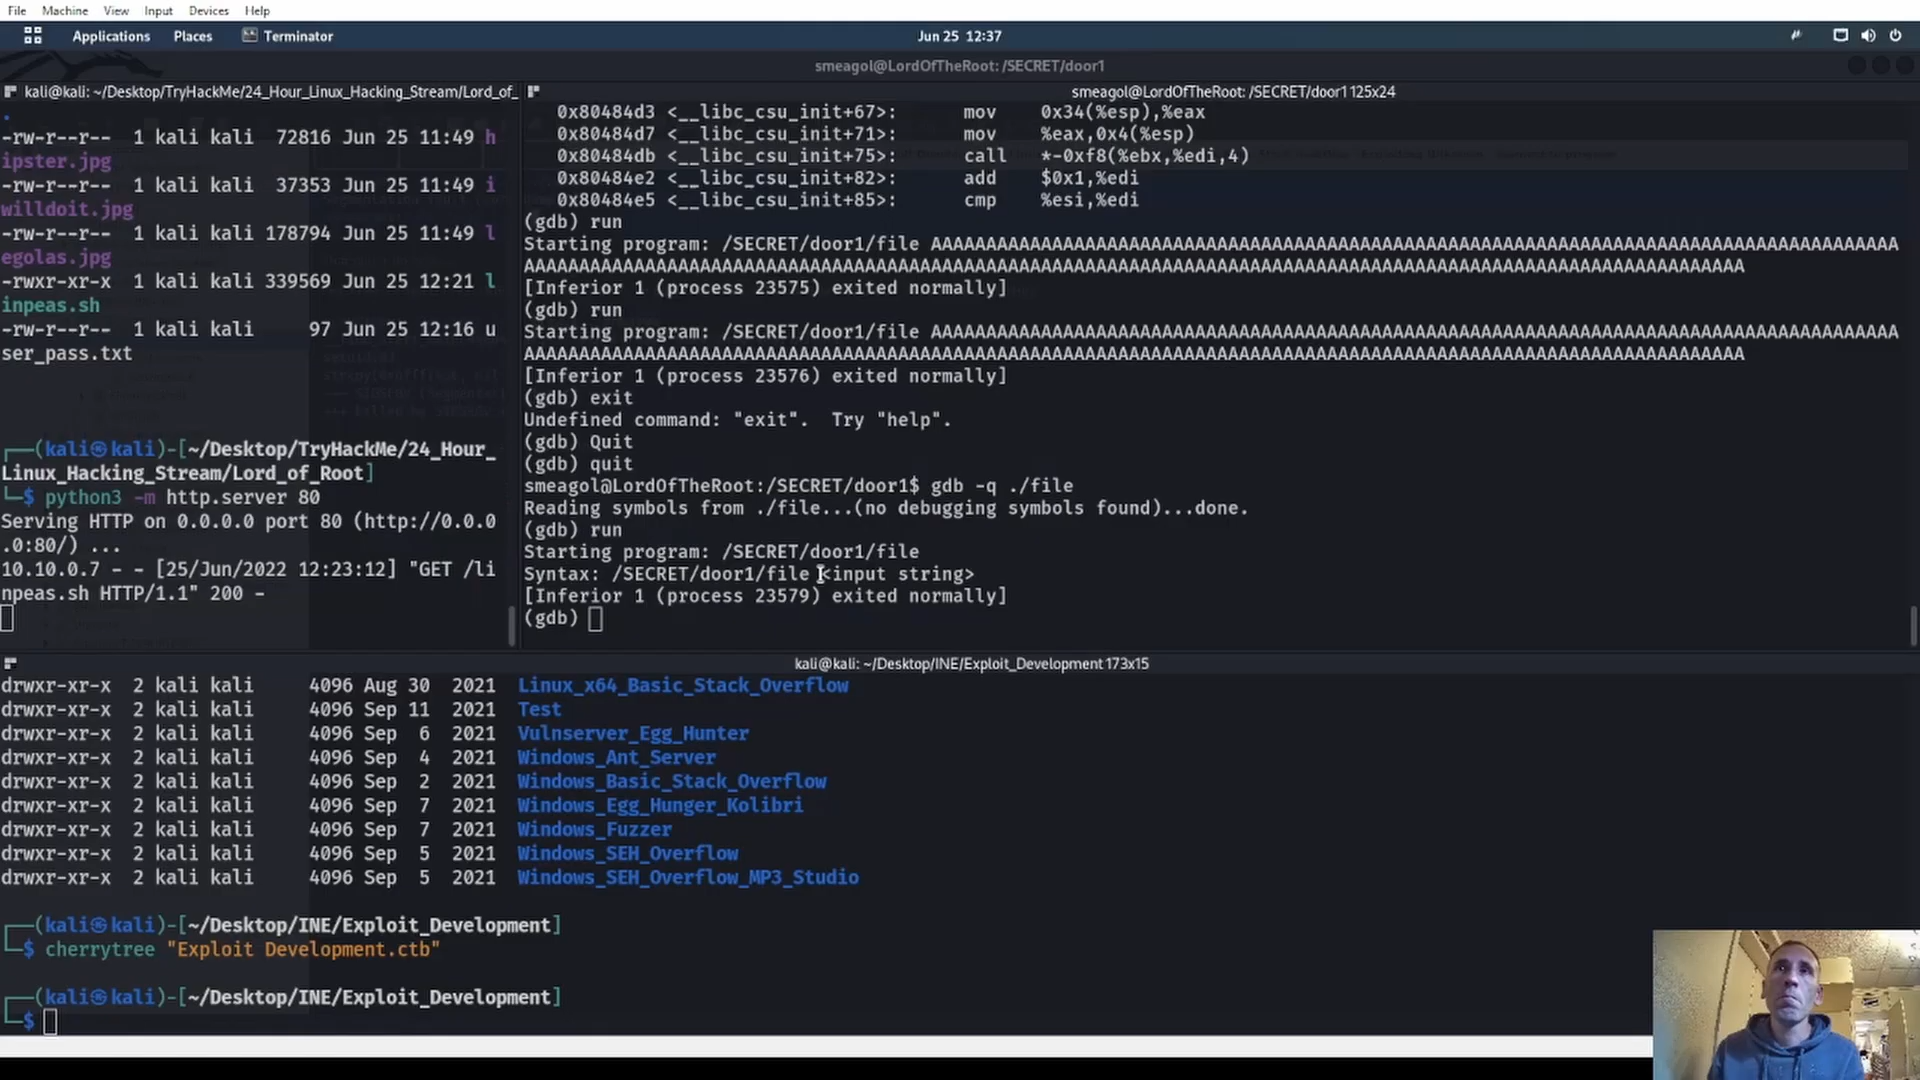 File Machine View Input Devices Help
Applications Places Terminator Jun 25 12:37
smeagol@LordOfTheRoot: /SECRET/door1
kali@kali: ~/Desktop/TryHackMe/24_Hour_Linux_Hacking_Stream/Lord_of_
-rw-r--r-- 1 kali kali 72816 Jun 25 11:49 h
ipster.jpg
-rw-r--r-- 1 kali kali 37353 Jun 25 11:49 i
willdoit.jpg
-rw-r--r-- 1 kali kali 178794 Jun 25 11:49 l
egolas.jpg
-rwxr-xr-x 1 kali kali 339569 Jun 25 12:21 l
inpeas.sh
-rw-r--r-- 1 kali kali 97 Jun 25 12:16 u
ser_pass.txt
┌──(kali㉿kali)-[~/Desktop/TryHackMe/24_Hour_
Linux_Hacking_Stream/Lord_of_Root]
└─$ python3 -m http.server 80
Serving HTTP on 0.0.0.0 port 80 (http://0.0.0
.0:80/) ...
10.10.0.7 - - [25/Jun/2022 12:23:12] "GET /li
npeas.sh HTTP/1.1" 200 -
smeagol@LordOfTheRoot: /SECRET/door1 125x24
0x80484d3 <__libc_csu_init+67>: mov 0x34(%esp),%eax
0x80484d7 <__libc_csu_init+71>: mov %eax,0x4(%esp)
0x80484db <__libc_csu_init+75>: call *-0xf8(%ebx,%edi,4)
0x80484e2 <__libc_csu_init+82>: add $0x1,%edi
0x80484e5 <__libc_csu_init+85>: cmp %esi,%edi
(gdb) run
Starting program: /SECRET/door1/file AAAAAAAAAAAAAAAAAAAAAAAAAAAAAAAAAAAAAAAAAAAAAAAAAAAAAAAAAAAAAAAAAAAAAAAAAAAAAAAAAAAAAAAA
AAAAAAAAAAAAAAAAAAAAAAAAAAAAAAAAAAAAAAAAAAAAAAAAAAAAAAAAAAAAAAAAAAAAAAAAAAAAAAAAAAAAAAAAAAAAAAAAAAAAAAAAAAAAAAA
[Inferior 1 (process 23575) exited normally]
(gdb) run
Starting program: /SECRET/door1/file AAAAAAAAAAAAAAAAAAAAAAAAAAAAAAAAAAAAAAAAAAAAAAAAAAAAAAAAAAAAAAAAAAAAAAAAAAAAAAAAAAAAAAAA
AAAAAAAAAAAAAAAAAAAAAAAAAAAAAAAAAAAAAAAAAAAAAAAAAAAAAAAAAAAAAAAAAAAAAAAAAAAAAAAAAAAAAAAAAAAAAAAAAAAAAAAAAAAAAAA
[Inferior 1 (process 23576) exited normally]
(gdb) exit
Undefined command: "exit". Try "help".
(gdb) Quit
(gdb) quit
smeagol@LordOfTheRoot:/SECRET/door1$ gdb -q ./file
Reading symbols from ./file...(no debugging symbols found)...done.
(gdb) run
Starting program: /SECRET/door1/file
Syntax: /SECRET/door1/file <input string>
[Inferior 1 (process 23579) exited normally]
(gdb)
kali@kali: ~/Desktop/INE/Exploit_Development 173x15
drwxr-xr-x 2 kali kali 4096 Aug 30 2021 Linux_x64_Basic_Stack_Overflow
drwxr-xr-x 2 kali kali 4096 Sep 11 2021 Test
drwxr-xr-x 2 kali kali 4096 Sep 6 2021 Vulnserver_Egg_Hunter
drwxr-xr-x 2 kali kali 4096 Sep 4 2021 Windows_Ant_Server
drwxr-xr-x 2 kali kali 4096 Sep 2 2021 Windows_Basic_Stack_Overflow
drwxr-xr-x 2 kali kali 4096 Sep 7 2021 Windows_Egg_Hunger_Kolibri
drwxr-xr-x 2 kali kali 4096 Sep 7 2021 Windows_Fuzzer
drwxr-xr-x 2 kali kali 4096 Sep 5 2021 Windows_SEH_Overflow
drwxr-xr-x 2 kali kali 4096 Sep 5 2021 Windows_SEH_Overflow_MP3_Studio
┌──(kali㉿kali)-[~/Desktop/INE/Exploit_Development]
└─$ cherrytree "Exploit Development.ctb"
┌──(kali㉿kali)-[~/Desktop/INE/Exploit_Development]
└─$